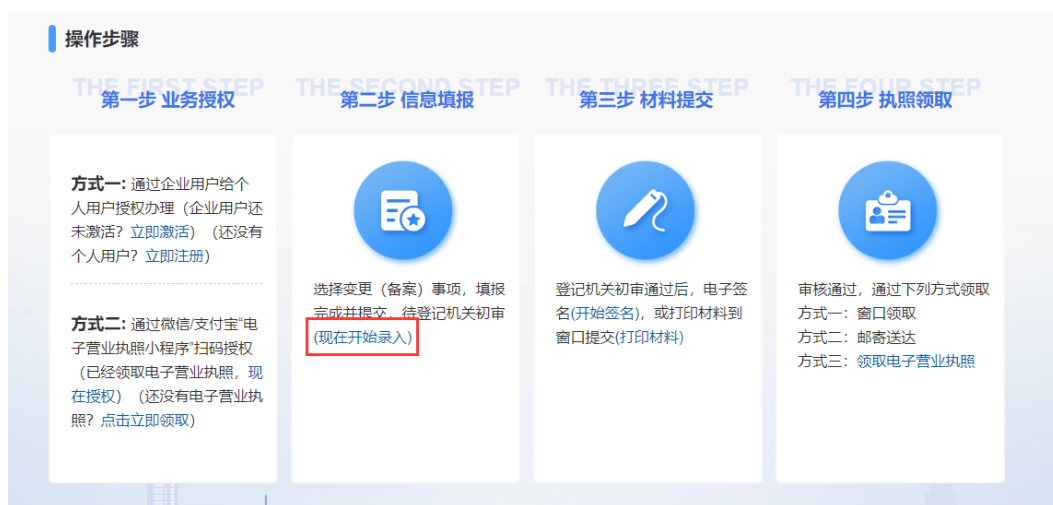 操作步骤
THE FIRST STEP
第一步 业务授权
THE SECOND STEP
第二步 信息填报
THE THREE STEP
第三步 材料提交
THE FOUR STEP
第四步 执照领取
方式一: 通过企业用户给个
人用户授权办理（企业用户还
未激活？立即激活）（还没有
个人用户？立即注册)
方式二: 通过微信/支付宝“电
子营业执照小程序”扫码授权
（已经领取电子营业执照，现
在授权）（还没有电子营业执
照？点击立即领取)
选择变更（备案）事项，填报
完成并提交，待登记机关初审
(现在开始录入)
登记机关初审通过后，电子签
名(开始签名)，或打印材料到
窗口提交(打印材料)
审核通过，通过下列方式领取
方式一：窗口领取
方式二：邮寄送达
方式三：领取电子营业执照